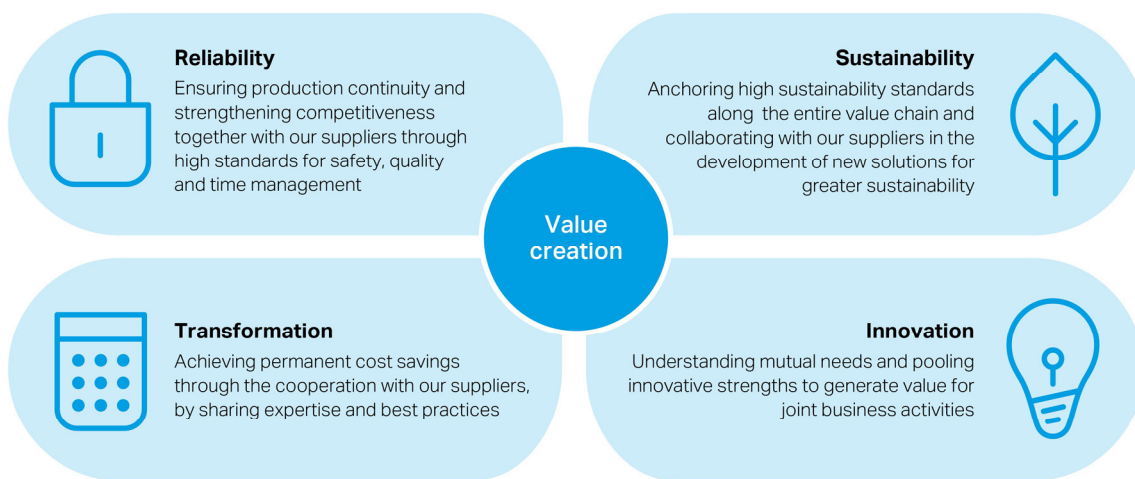 Reliability
Ensuring production continuity and
strengthening competitiveness
together with our suppliers through
high standards for safety, quality
and time management
Sustainability
Anchoring high sustainability standards
along the entire value chain and
collaborating with our suppliers in the
development of new solutions for
greater sustainability
Value
creation
Transformation
Achieving permanent cost savings
through the cooperation with our suppliers,
by sharing expertise and best practices
Innovation
Understanding mutual needs and pooling
innovative strengths to generate value for
joint business activities